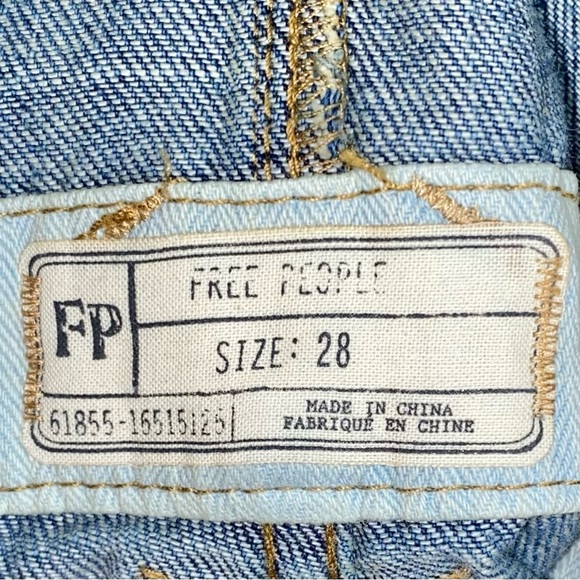 FP
FREE PEOPLE
SIZE: 28
61855-16515126
MADE IN CHINA
FABRIQUÉ EN CHINE